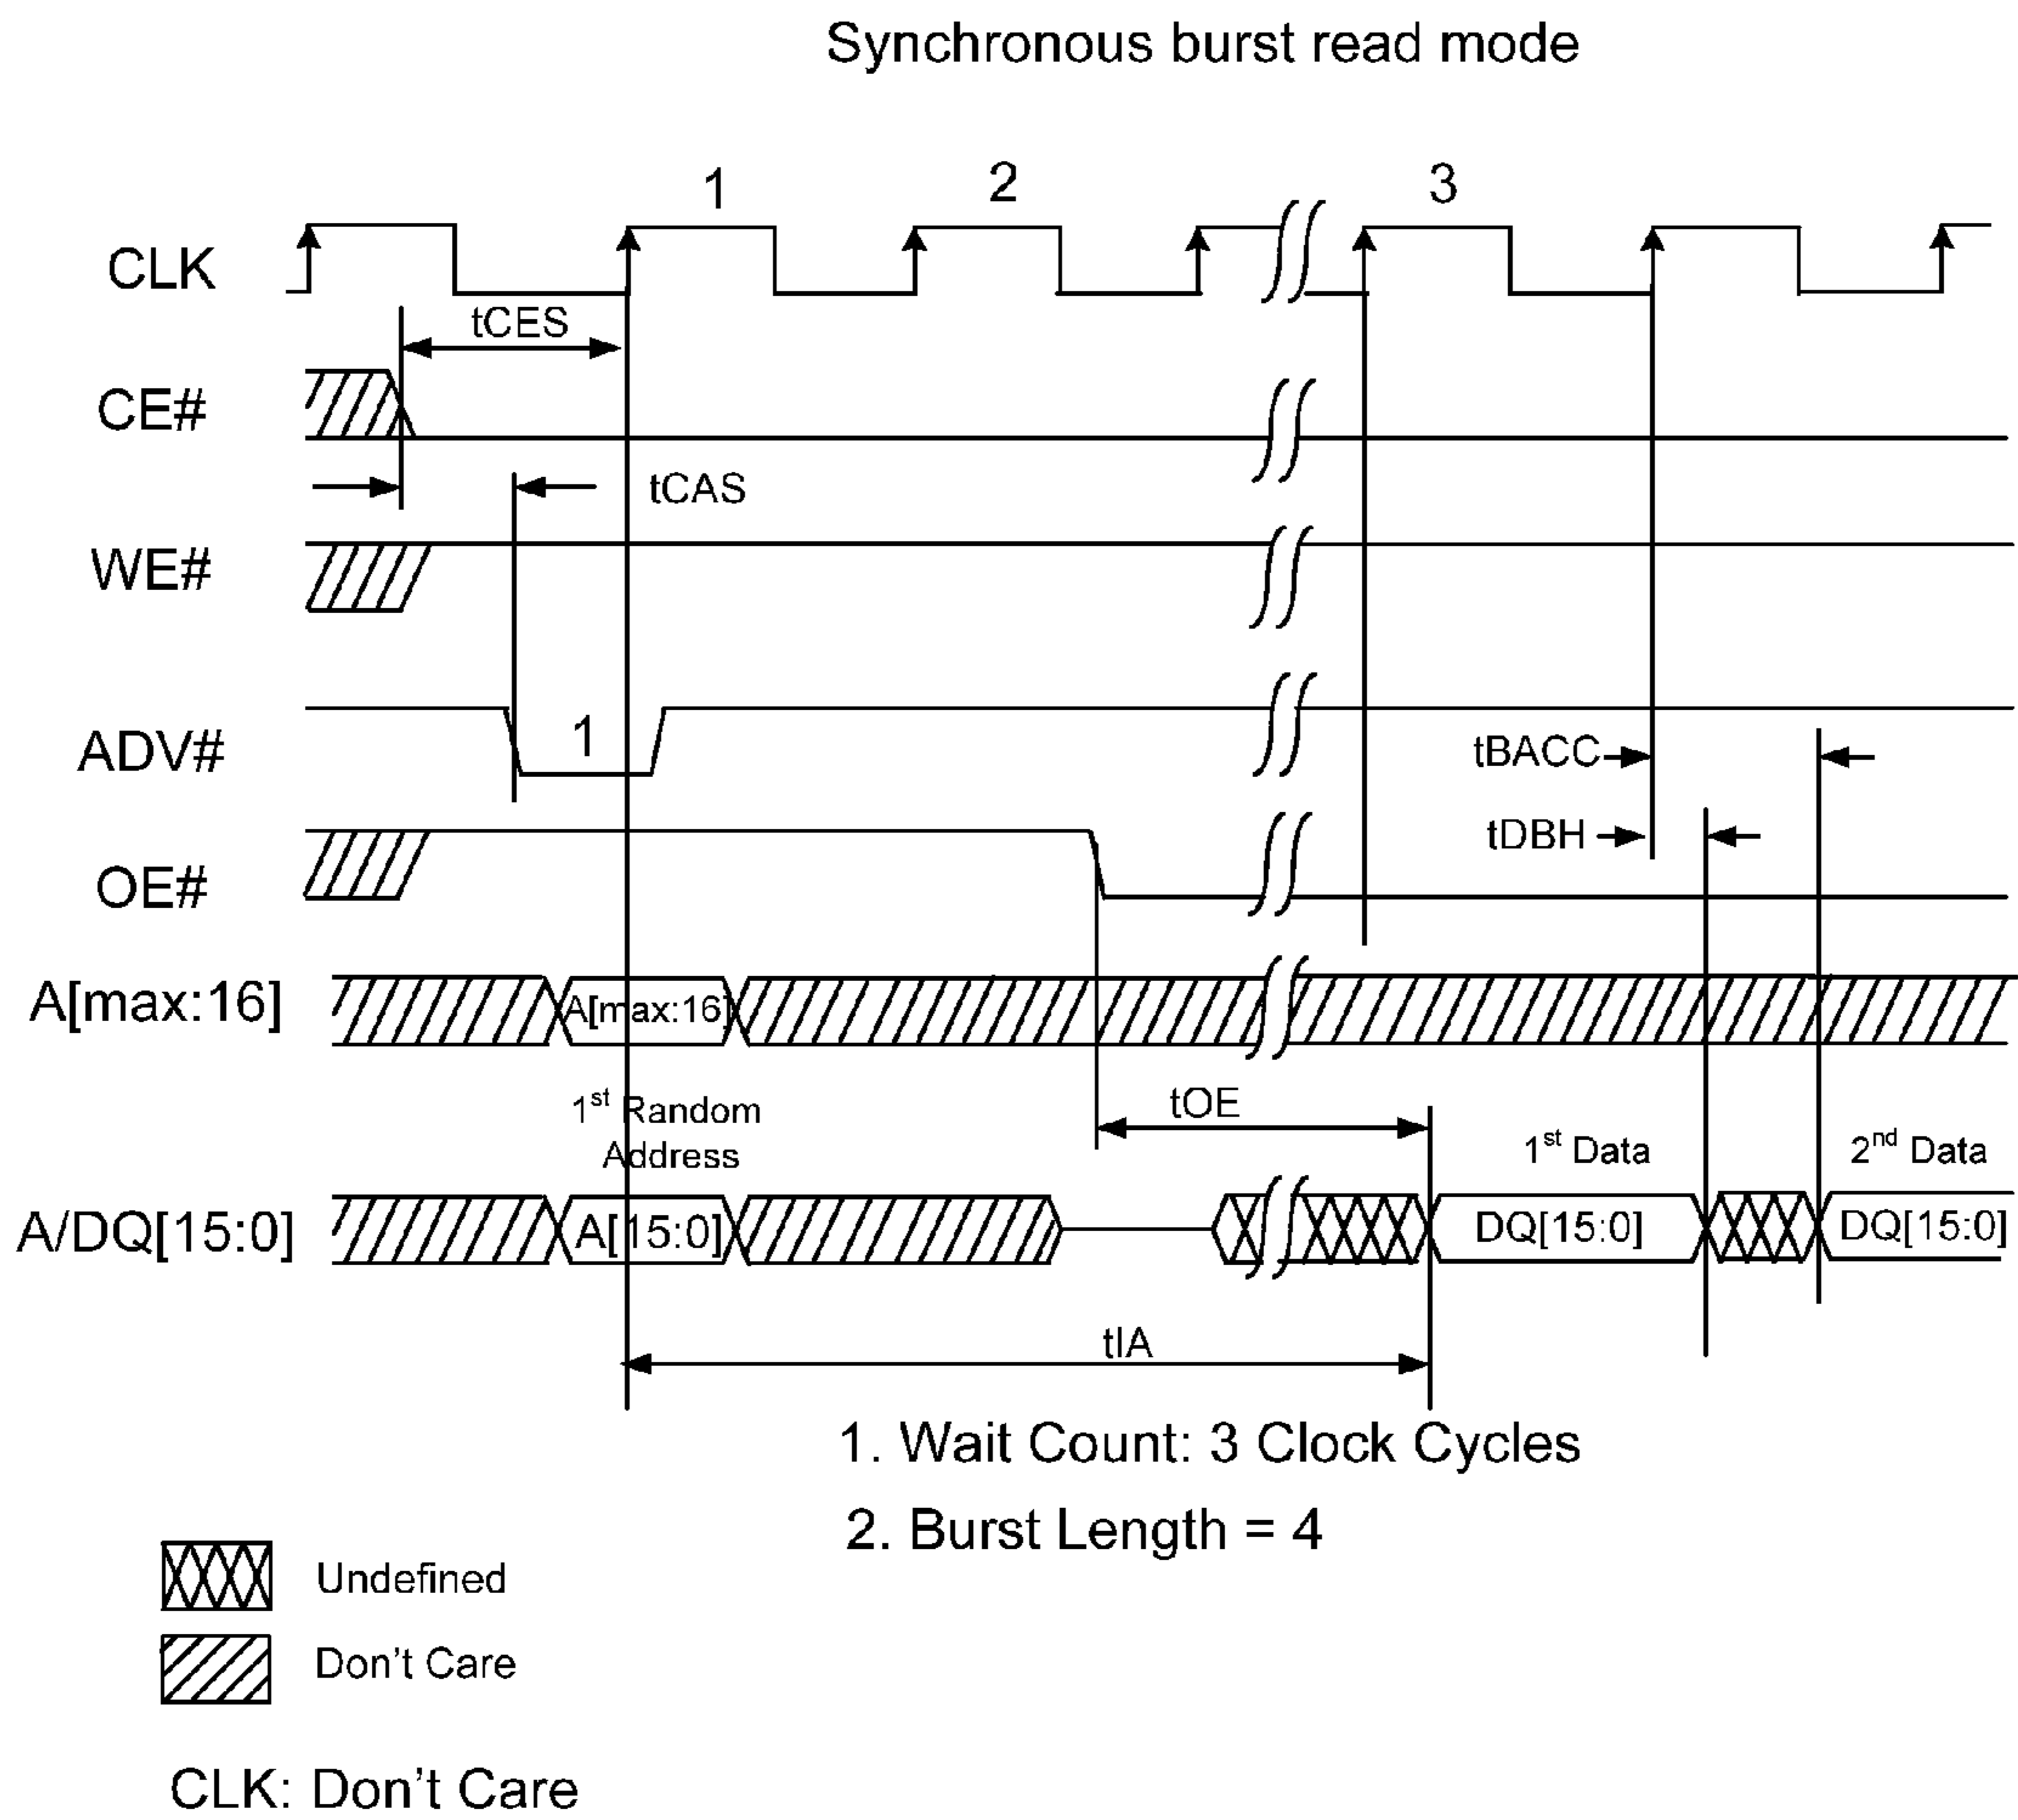 Synchronous burst read mode
1 2 3
CLK
tCES
CE#
tCAS
WE#
ADV#
1
tBACC
tDBH
OE#
A[max:16]
A[max:16]
1st Random
Address
tOE
1st Data
2nd Data
A/DQ[15:0]
A[15:0]
DQ[15:0]
DQ[15:0]
tIA
1. Wait Count: 3 Clock Cycles
2. Burst Length = 4
Undefined
Don't Care
CLK: Don't Care